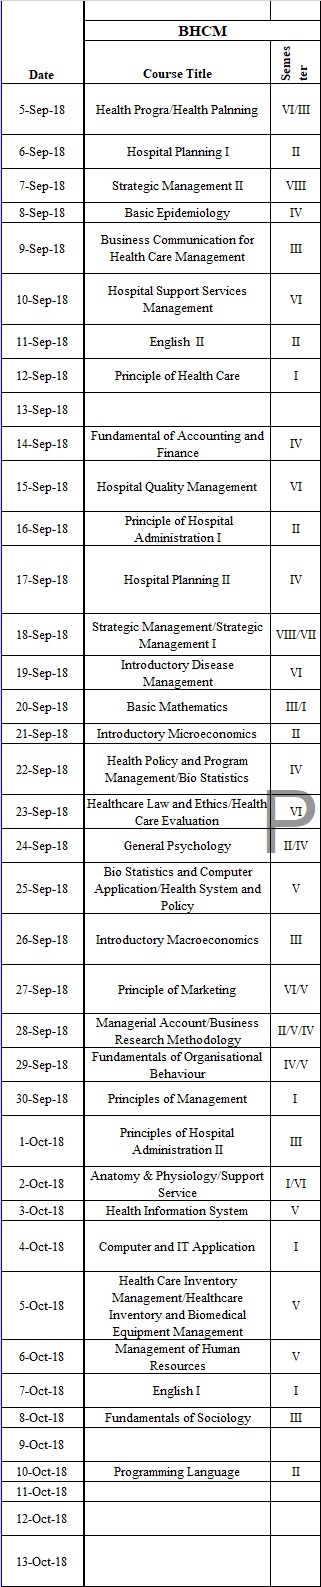 BHCM
Date Course Title Semes ter
5-Sep-18 Health Progra/Health Palnning VI/III
6-Sep-18 Hospital Planning I II
7-Sep-18 Strategic Management II VIII
8-Sep-18 Basic Epidemiology IV
9-Sep-18 Business Communication for
Health Care Management III
10-Sep-18 Hospital Support Services
Management VI
11-Sep-18 English II II
12-Sep-18 Principle of Health Care I
13-Sep-18
14-Sep-18 Fundamental of Accounting and
Finance IV
15-Sep-18 Hospital Quality Management VI
16-Sep-18 Principle of Hospital
Administration I II
17-Sep-18 Hospital Planning II IV
18-Sep-18 Strategic Management/Strategic
Management I VIII/VII
19-Sep-18 Introductory Disease
Management VI
20-Sep-18 Basic Mathematics III/I
21-Sep-18 Introductory Microeconomics II
22-Sep-18 Health Policy and Program
Management/Bio Statistics IV
23-Sep-18 Healthcare Law and Ethics/Health
Care Evaluation VI
P
24-Sep-18 General Psychology II/IV
25-Sep-18 Bio Statistics and Computer
Application/Health System and
Policy V
26-Sep-18 Introductory Macroeconomics III
27-Sep-18 Principle of Marketing VI/V
28-Sep-18 Managerial Account/Business
Research Methodology II/V/IV
29-Sep-18 Fundamentals of Organisational
Behaviour IV/V
30-Sep-18 Principles of Management I
1-Oct-18 Principles of Hospital
Administration II III
2-Oct-18 Anatomy & Physiology/Support
Service I/VI
3-Oct-18 Health Information System V
4-Oct-18 Computer and IT Application I
5-Oct-18 Health Care Inventory
Management/Healthcare
Inventory and Biomedical
Equipment Management V
6-Oct-18 Management of Human
Resources V
7-Oct-18 English I I
8-Oct-18 Fundamentals of Sociology III
9-Oct-18
10-Oct-18 Programming Language II
11-Oct-18
12-Oct-18
13-Oct-18